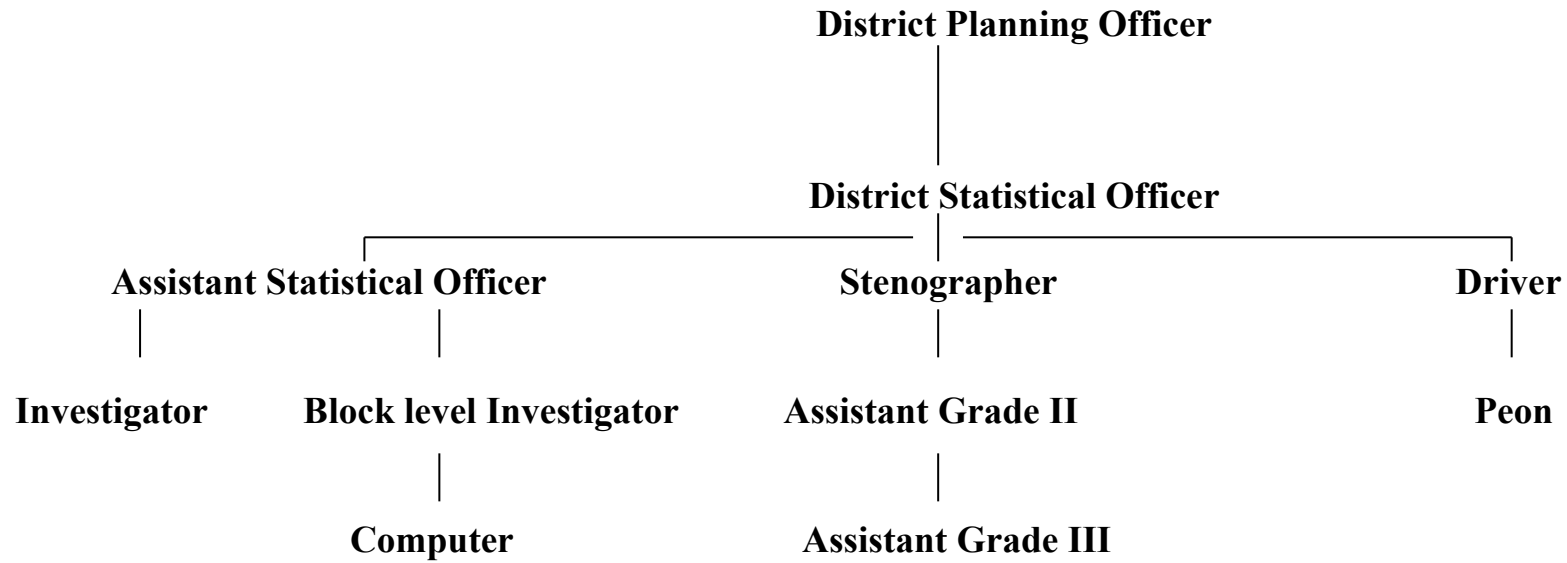 District Planning Officer
District Statistical Officer
Assistant Statistical Officer
Stenographer
Driver
Investigator
Block level Investigator
Assistant Grade II
Peon
Computer
Assistant Grade III